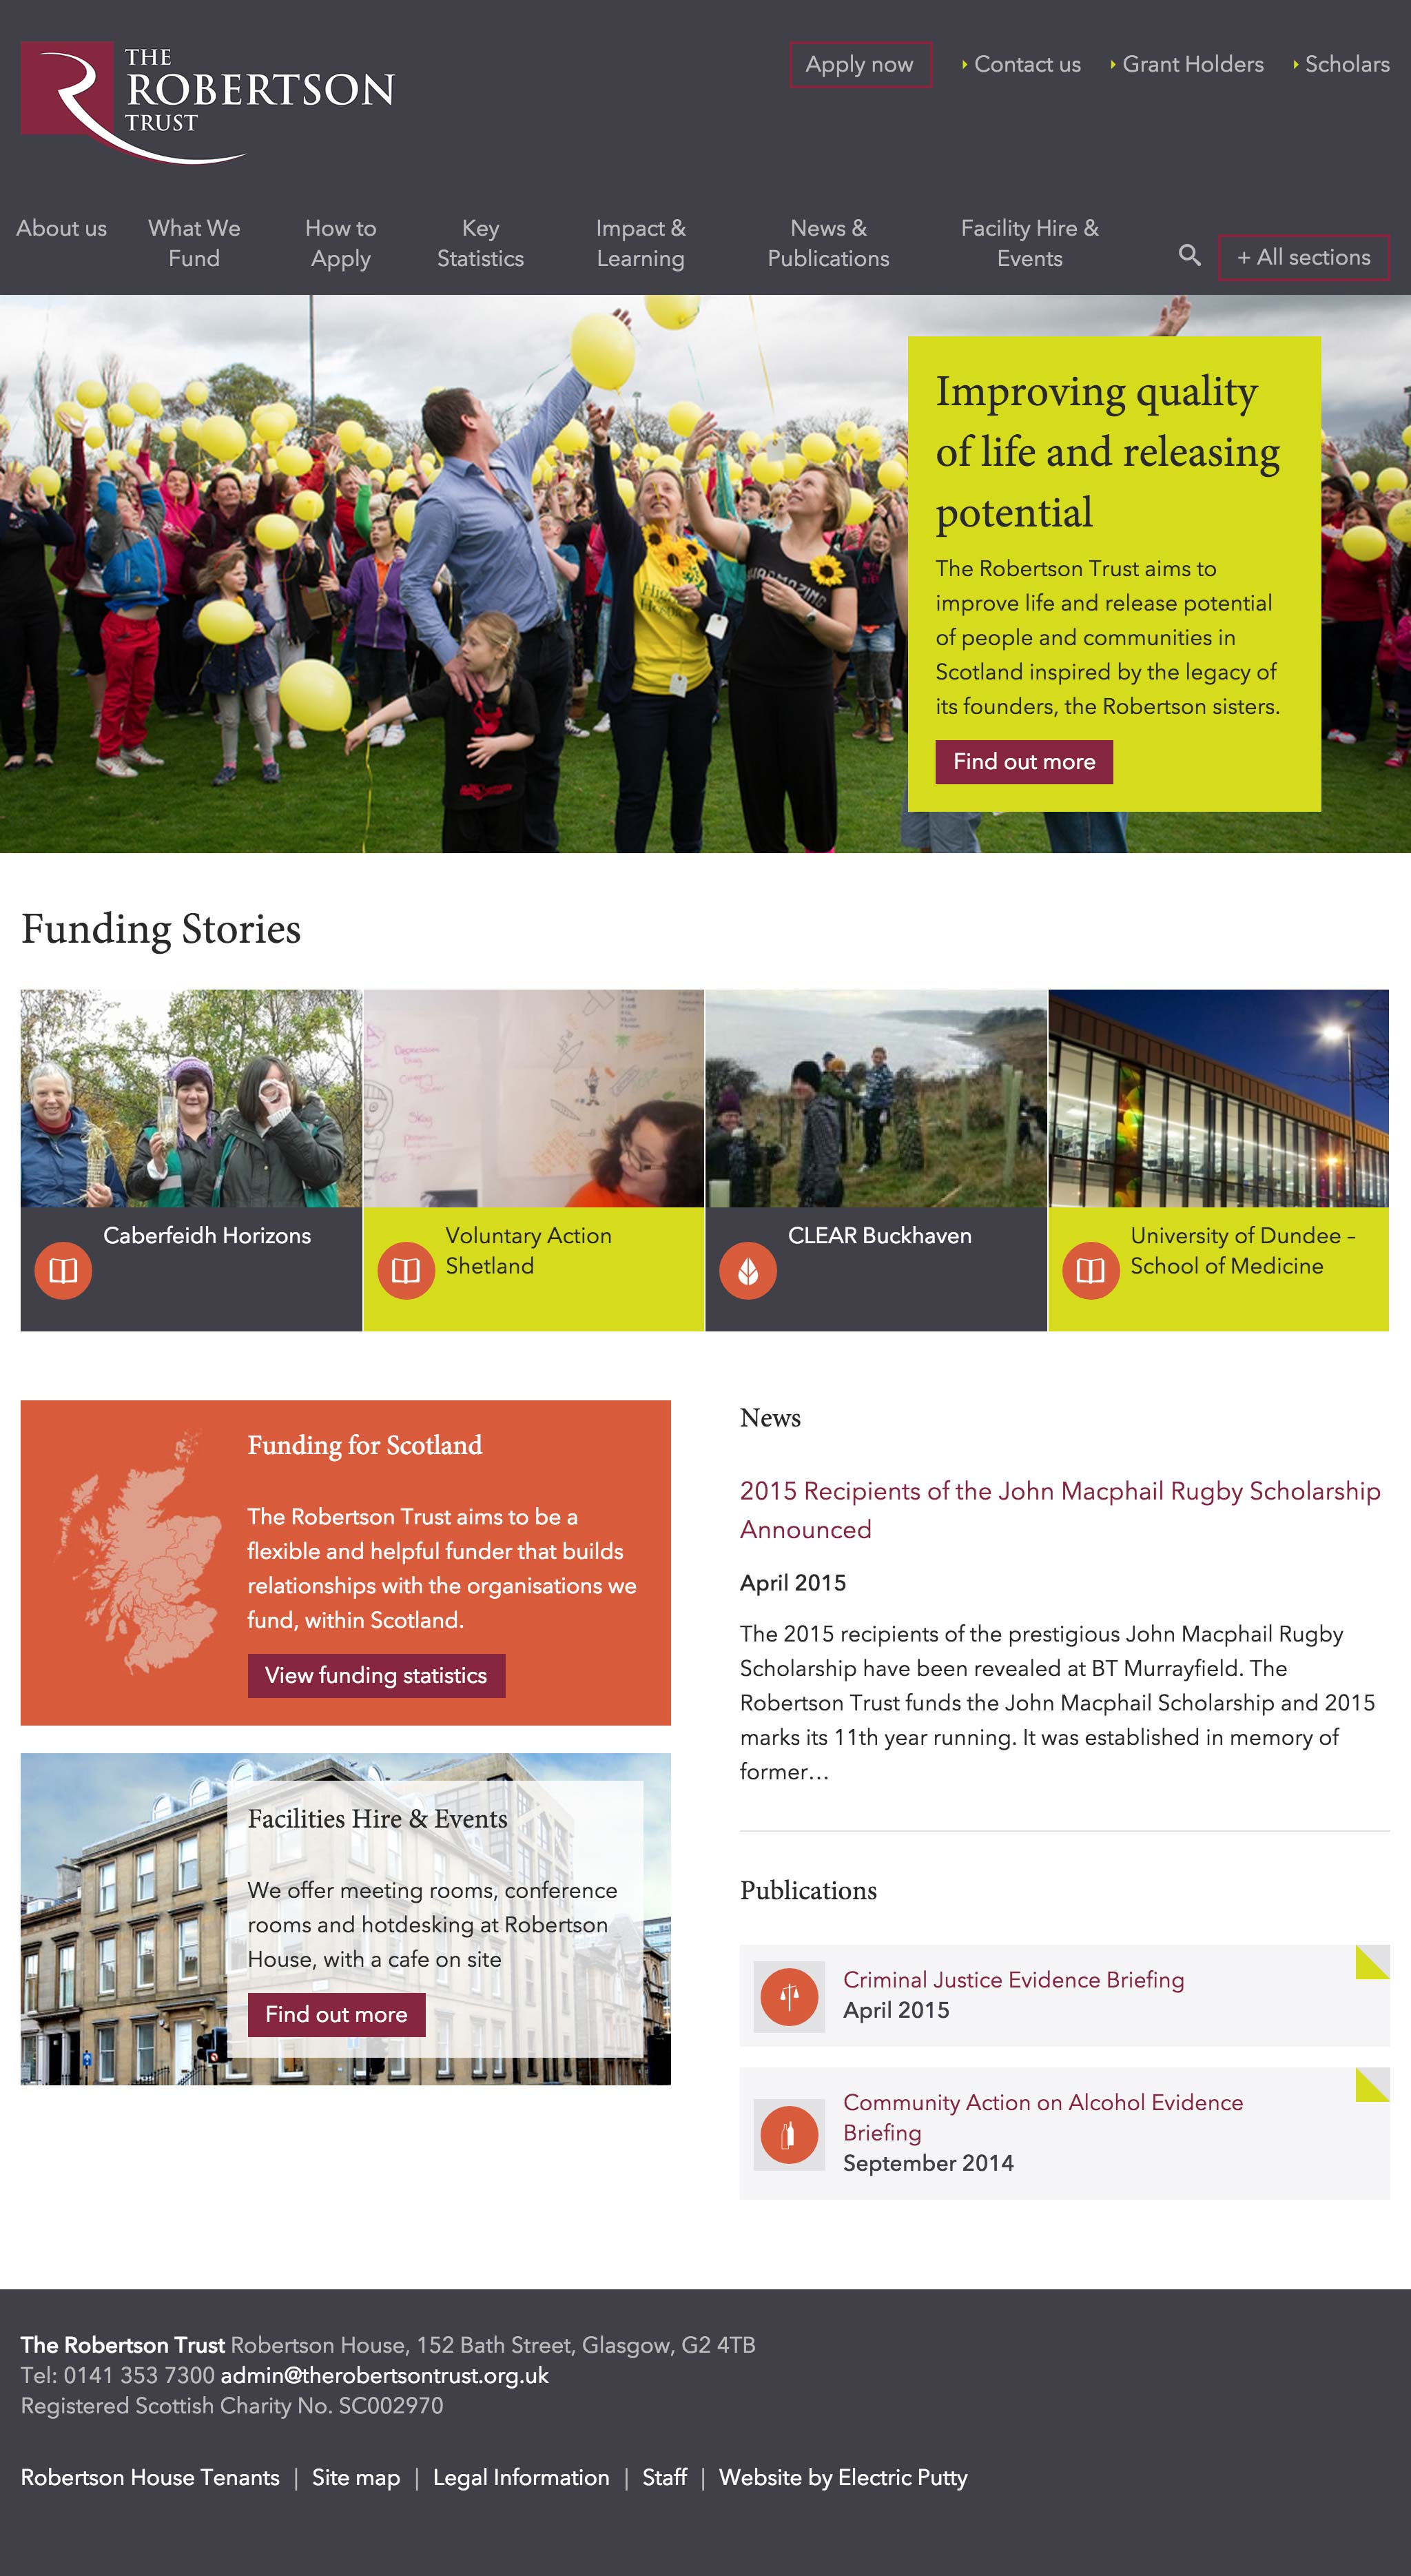 THE
ROBERTSON
TRUST
Apply now
Contact us
Grant Holders
Scholars
About us
What We
Fund
How to
Apply
Key
Statistics
Impact &
Learning
News &
Publications
Facility Hire &
Events
+ All sections
Improving quality
of life and releasing
potential
The Robertson Trust aims to
improve life and release potential
of people and communities in
Scotland inspired by the legacy of
its founders, the Robertson sisters.
Find out more
Funding Stories
Caberfeidh Horizons
Voluntary Action
Shetland
CLEAR Buckhaven
University of Dundee –
School of Medicine
Funding for Scotland
The Robertson Trust aims to be a
flexible and helpful funder that builds
relationships with the organisations we
fund, within Scotland.
View funding statistics
Facilities Hire & Events
We offer meeting rooms, conference
rooms and hotdesking at Robertson
House, with a cafe on site
Find out more
News
2015 Recipients of the John Macphail Rugby Scholarship
Announced
April 2015
The 2015 recipients of the prestigious John Macphail Rugby
Scholarship have been revealed at BT Murrayfield. The
Robertson Trust funds the John Macphail Scholarship and 2015
marks its 11th year running. It was established in memory of
former…
Publications
Criminal Justice Evidence Briefing
April 2015
Community Action on Alcohol Evidence
Briefing
September 2014
The Robertson Trust Robertson House, 152 Bath Street, Glasgow, G2 4TB
Tel: 0141 353 7300 admin@therobertsontrust.org.uk
Registered Scottish Charity No. SC002970
Robertson House Tenants | Site map | Legal Information | Staff | Website by Electric Putty